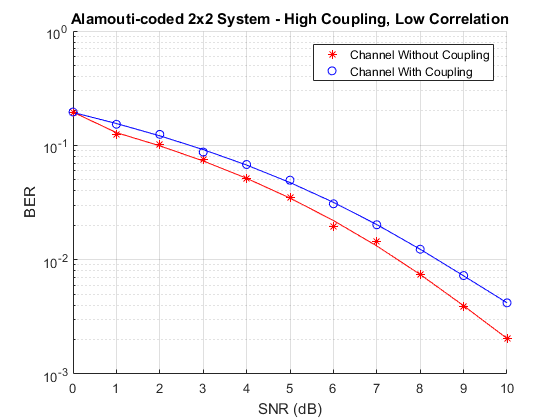 Alamouti-coded 2x2 System - High Coupling, Low Correlation
10^0
Channel Without Coupling
Channel With Coupling
10^-1
BER
10^-2
10^-3
0 1 2 3 4 5 6 7 8 9 10
SNR (dB)